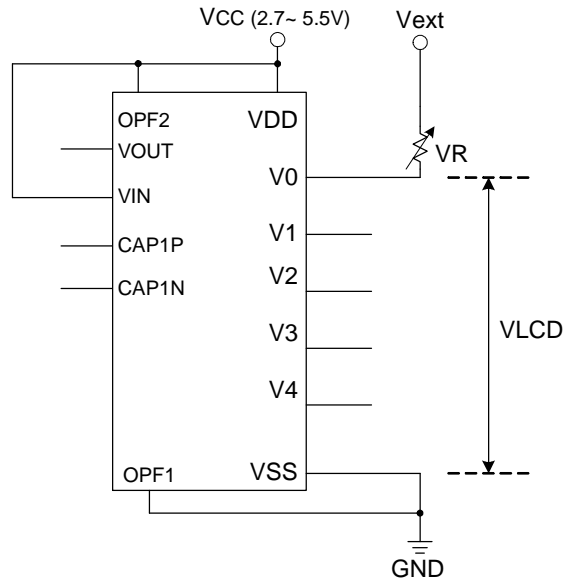 VCC (2.7~ 5.5V)
Vext
OPF2
VDD
VOUT
VR
V0
VIN
V1
CAP1P
V2
CAP1N
VLCD
V3
V4
OPF1
VSS
GND